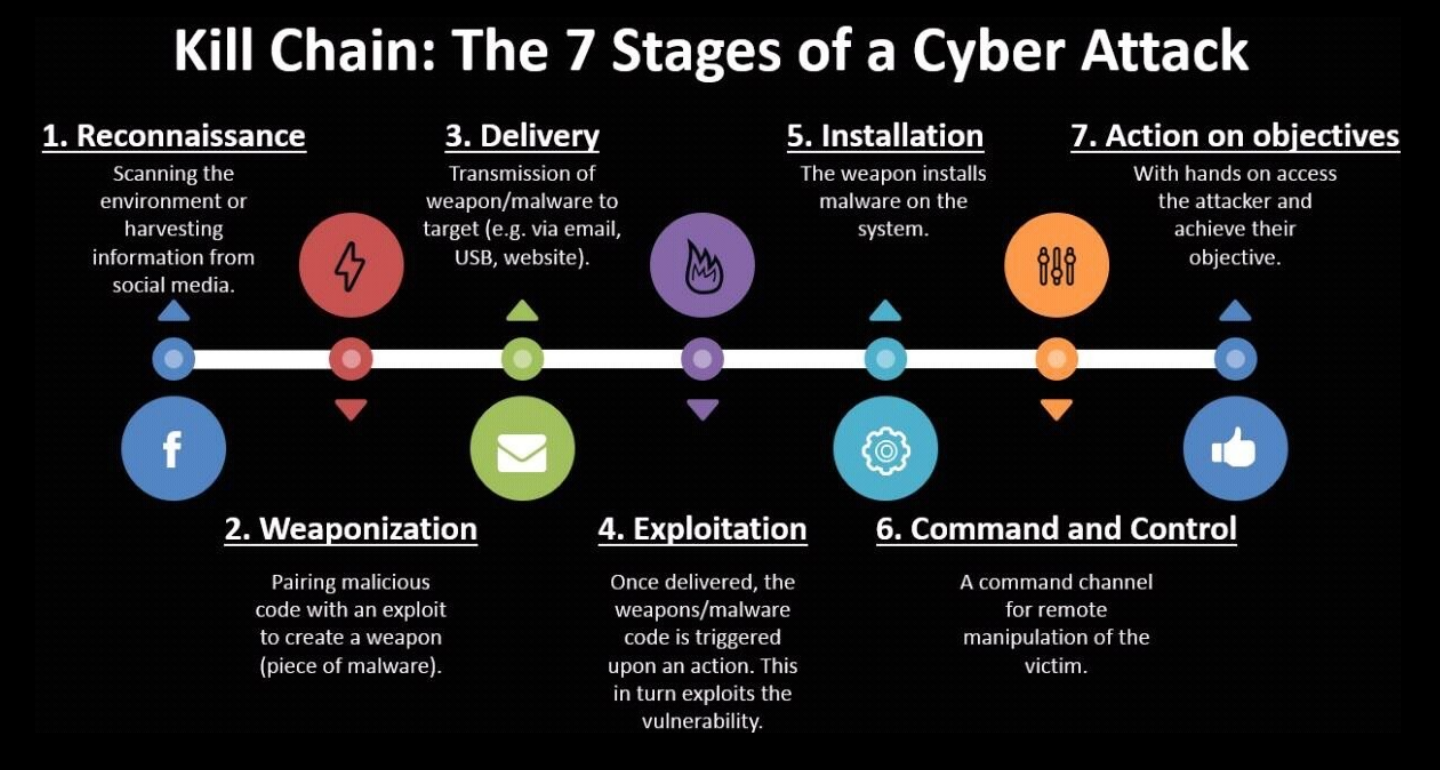 Kill Chain: The 7 Stages of a Cyber Attack
1. Reconnaissance
Scanning the
environment or
harvesting
information from
social media.
f
2. Weaponization
Pairing malicious
code with an exploit
to create a weapon
(piece of malware).
3. Delivery
Transmission of
weapon/malware to
target (e.g. via email,
USB, website).
4. Exploitation
Once delivered, the
weapons/malware
code is triggered
upon an action. This
in turn exploits the
vulnerability.
5. Installation
The weapon installs
malware on the
system.
6. Command and Control
A command channel
for remote
manipulation of the
victim.
7. Action on objectives
With hands on access
the attacker and
achieve their
objective.